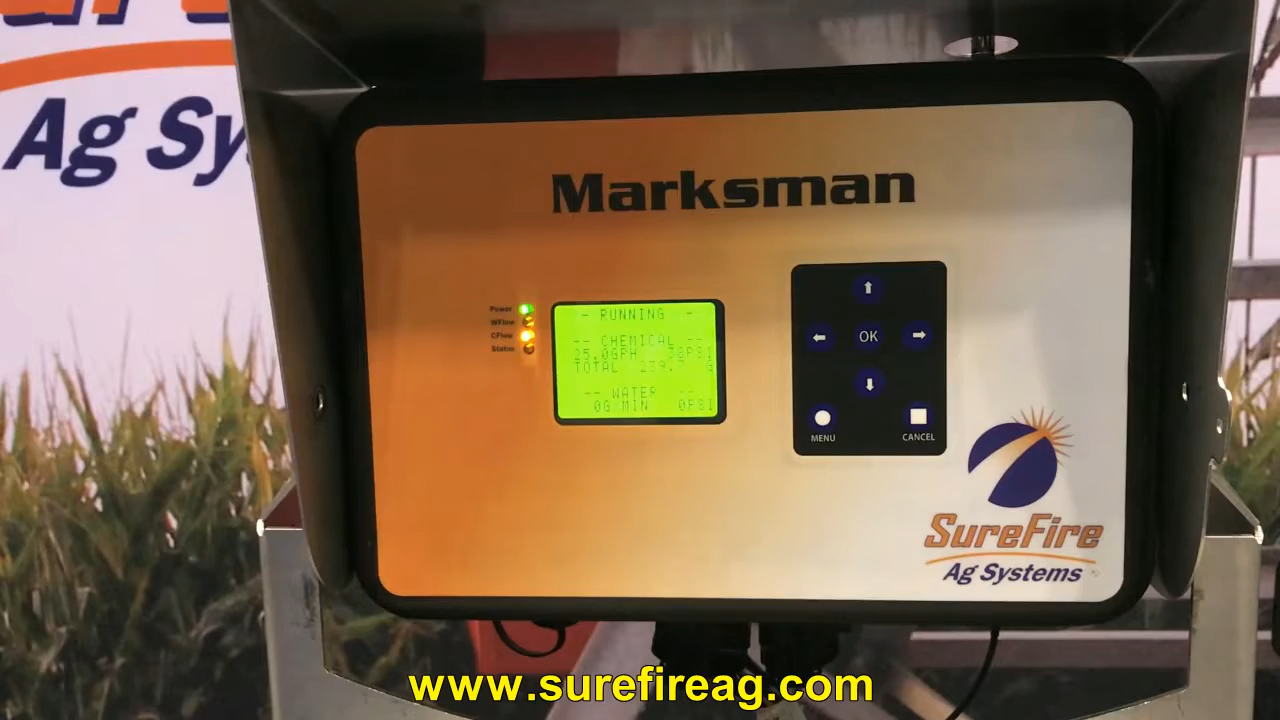 Ag Sy
Marksman
Power
WFlow
CFlow
Status
- RUNNING -
-- CHEMICAL --
25.0GPH 38PSI
TOTAL G
-- WATER --
0G/MIN 0PSI
OK
MENU
CANCEL
SureFire
Ag Systems
www.surefireag.com